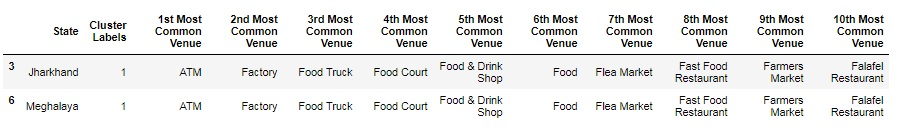 State Cluster Labels 1st Most Common Venue 2nd Most Common Venue 3rd Most Common Venue 4th Most Common Venue 5th Most Common Venue 6th Most Common Venue 7th Most Common Venue 8th Most Common Venue 9th Most Common Venue 10th Most Common Venue
3 Jharkhand 1 ATM Factory Food Truck Food Court Food & Drink Shop Food Flea Market Fast Food Restaurant Farmers Market Falafel Restaurant
6 Meghalaya 1 ATM Factory Food Truck Food Court Food & Drink Shop Food Flea Market Fast Food Restaurant Farmers Market Falafel Restaurant